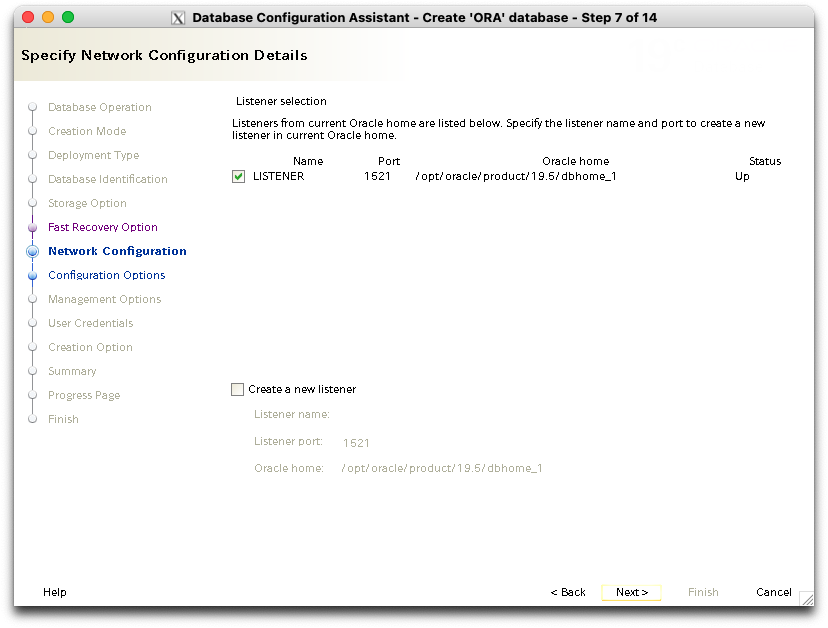 Database Configuration Assistant - Create 'ORA' database - Step 7 of 14
Specify Network Configuration Details
Database Operation
Creation Mode
Deployment Type
Database Identification
Storage Option
Fast Recovery Option
Network Configuration
Configuration Options
Management Options
User Credentials
Creation Option
Summary
Progress Page
Finish
Listener selection
Listeners from current Oracle home are listed below. Specify the listener name and port to create a new
listener in current Oracle home.
Name Port Oracle home Status
LISTENER 1521 /opt/oracle/product/19.5/dbhome_1 Up
Create a new listener
Listener name:
Listener port: 1521
Oracle home: /opt/oracle/product/19.5/dbhome_1
Help < Back Next > Finish Cancel